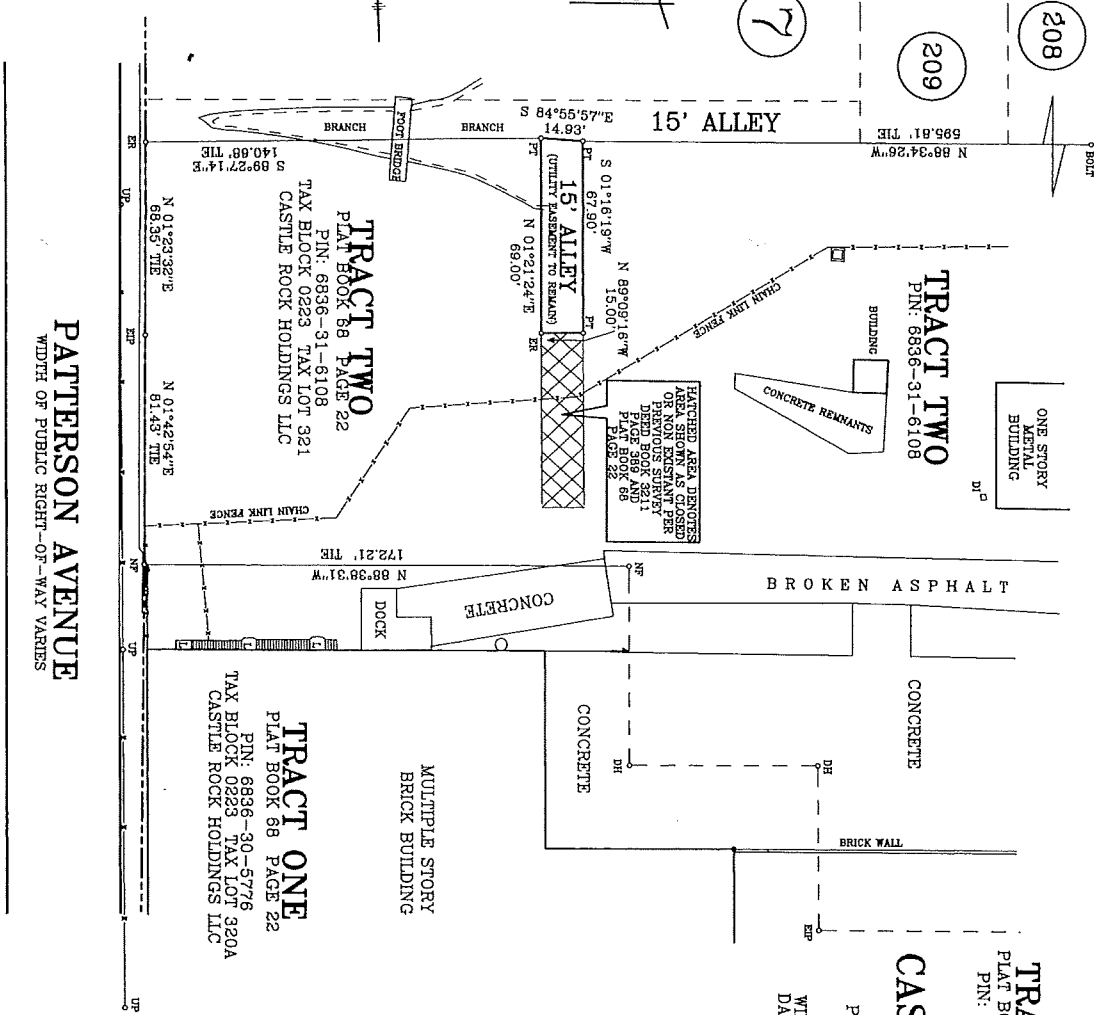 208
209
7
15' ALLEY
N 88°34'26"W
595.81' TIE
BOLT
S 84°55'57"E
14.93'
BRANCH
BRANCH
FOOT BRIDGE
S 89°27'14"E
140.68' TIE
ER
UP
PT
PT
S 01°16'19"W
67.90'
15' ALLEY
(UTILITY EASEMENT TO REMAIN)
N 01°21'24"E
69.00'
PT
ER
N 89°09'16"W
15.00'
CHAIN LINK FENCE
TRACT TWO
PIN: 6836-31-6108
BUILDING
CONCRETE REMNANTS
ONE STORY
METAL
BUILDING
DI
HATCHED AREA DENOTES
AREA SHOWN AS CLOSED
OR NON EXISTANT PER
PREVIOUS SURVEY
DEED BOOK 3211
PAGE 389 AND
PLAT BOOK 68
PAGE 22
TRACT TWO
PLAT BOOK 68 PAGE 22
PIN: 6836-31-6108
TAX BLOCK 0223 TAX LOT 321
CASTLE ROCK HOLDINGS LLC
N 01°23'32"E
68.35' TIE
EIP
N 01°42'54"E
81.43' TIE
CHAIN LINK FENCE
N 88°38'31"W
172.21' TIE
NF
NF
UP
BROKEN ASPHALT
CONCRETE
DOCK
L
L
L
CONCRETE
CONCRETE
DH
DH
BRICK WALL
EIP
MULTIPLE STORY
BRICK BUILDING
TRACT ONE
PLAT BOOK 68 PAGE 22
PIN: 6836-30-5776
TAX BLOCK 0223 TAX LOT 320A
CASTLE ROCK HOLDINGS LLC
UP
PATTERSON AVENUE
WIDTH OF PUBLIC RIGHT-OF-WAY VARIES
TRA
PLAT BO
PIN:
CAS
P
WI
DA